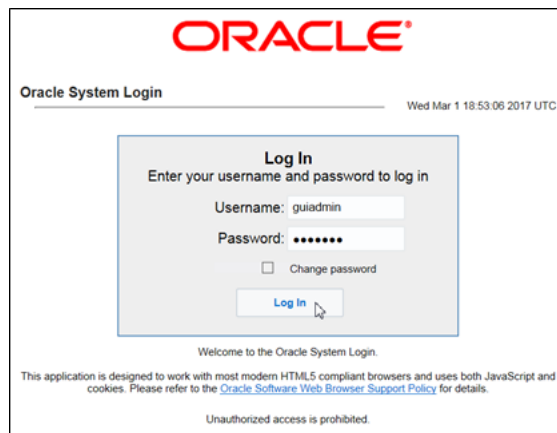 ORACLE®
Oracle System Login
Wed Mar 1 18:53:06 2017 UTC
Log In
Enter your username and password to log in
Username: guiadmin
Password: •••••••
Change password
Log In
Welcome to the Oracle System Login.
This application is designed to work with most modern HTML5 compliant browsers and uses both JavaScript and
cookies. Please refer to the Oracle Software Web Browser Support Policy for details.
Unauthorized access is prohibited.